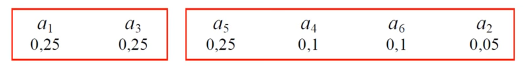 a₁ a₃ a₅ a₄ a₆ a₂
0,25 0,25 0,25 0,1 0,1 0,05